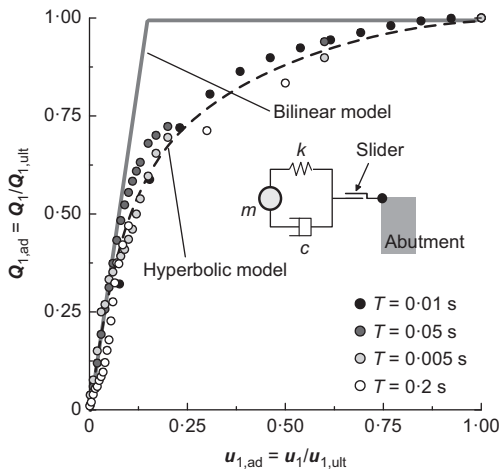 Q1,ad = Q1/Q1,ult
1·00
0·75
0·50
0·25
0
Bilinear model
Hyperbolic model
k
Slider
m
c
Abutment
T = 0·01 s
T = 0·05 s
T = 0·005 s
T = 0·2 s
0 0·25 0·50 0·75 1·00
u1,ad = u1/u1,ult